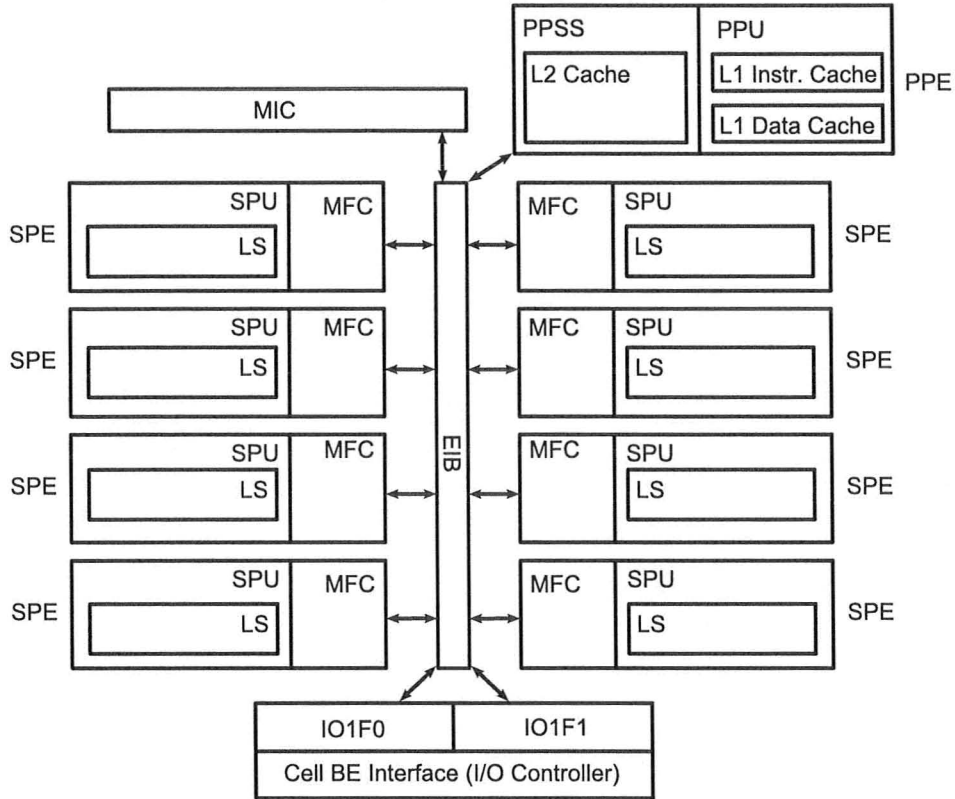 PPSS
PPU
L2 Cache
L1 Instr. Cache
PPE
MIC
L1 Data Cache
SPE
SPU
MFC
MFC
SPU
SPE
LS
LS
SPE
SPU
MFC
MFC
SPU
SPE
LS
LS
EIB
SPE
SPU
MFC
MFC
SPU
SPE
LS
LS
SPE
SPU
MFC
MFC
SPU
SPE
LS
LS
IO1F0
IO1F1
Cell BE Interface (I/O Controller)